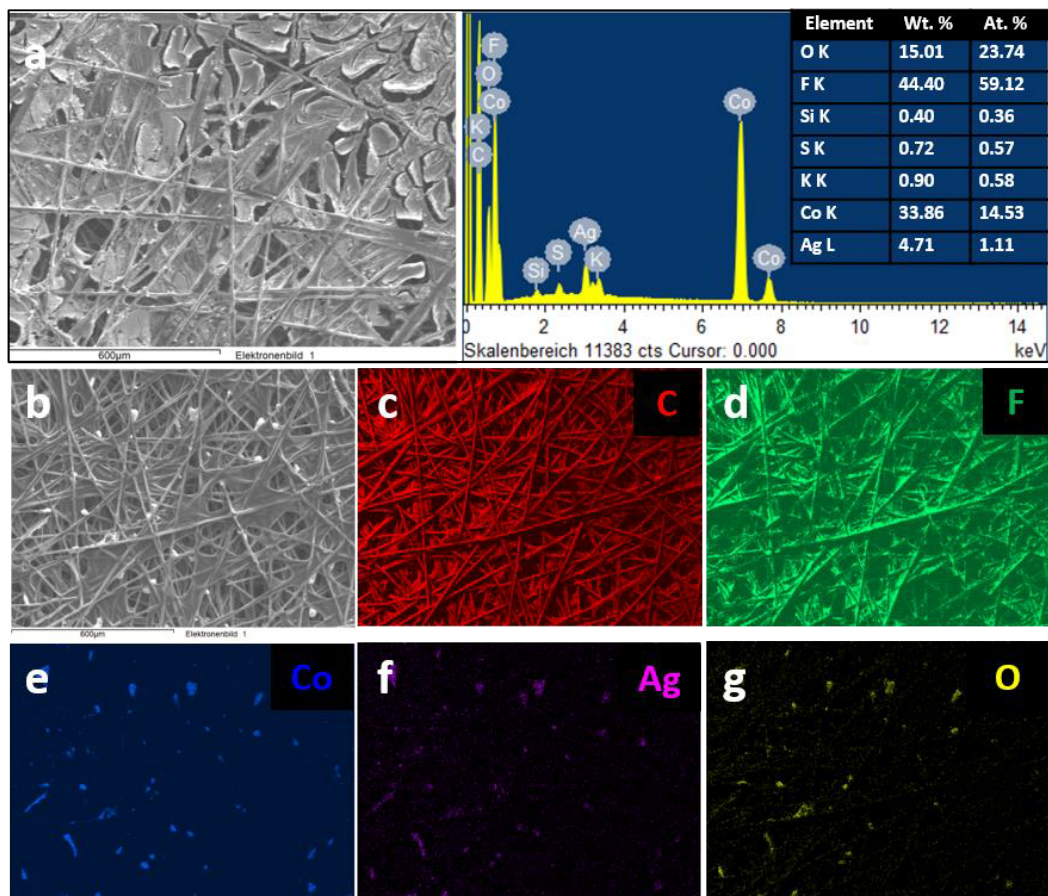 a
600µm Elektronenbild 1
F
O
Co
K
C
Si
S
Ag
K
Co
Co
0 2 4 6 8 10 12 14
Skalenbereich 11383 cts Cursor: 0.000 keV
Element Wt. % At. %
O K 15.01 23.74
F K 44.40 59.12
Si K 0.40 0.36
S K 0.72 0.57
K K 0.90 0.58
Co K 33.86 14.53
Ag L 4.71 1.11
b
600µm Elektronenbild 1
c C
d F
e Co
f Ag
g O